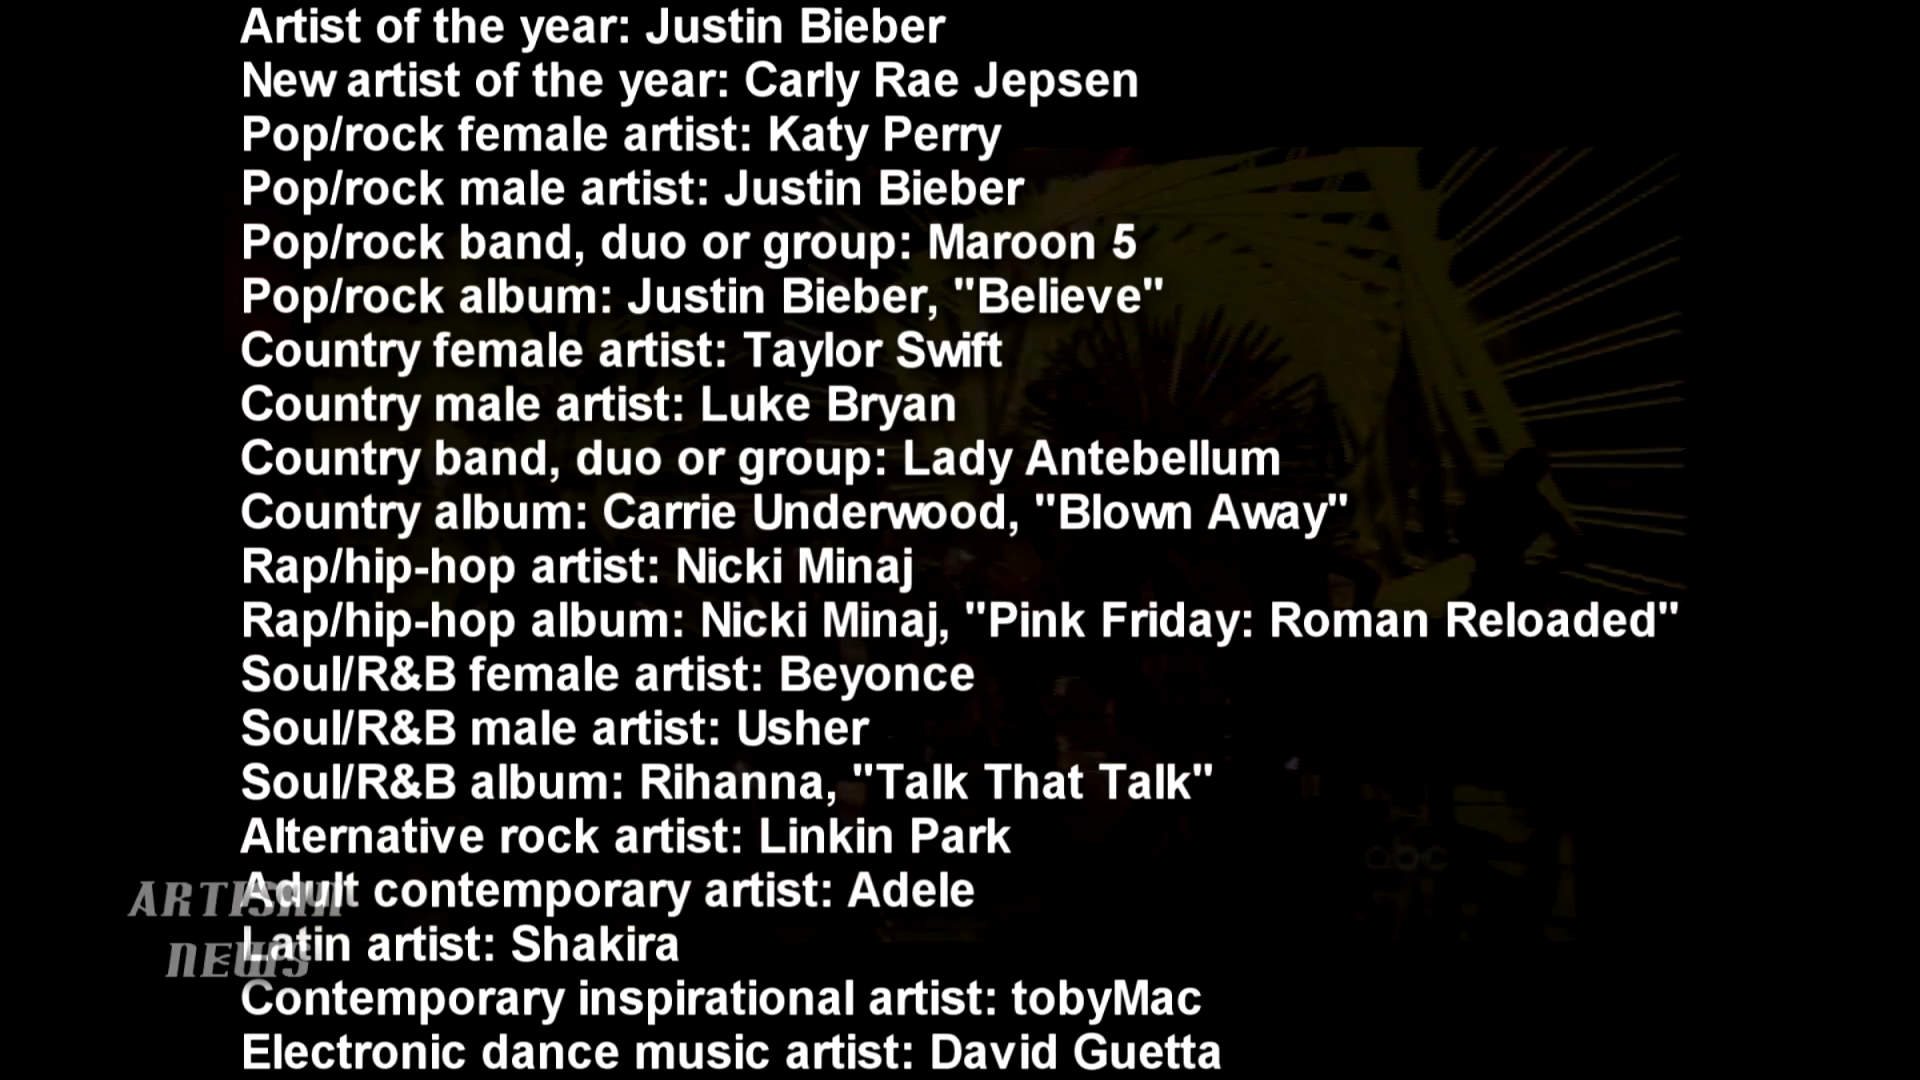 Artist of the year: Justin Bieber
New artist of the year: Carly Rae Jepsen
Pop/rock female artist: Katy Perry
Pop/rock male artist: Justin Bieber
Pop/rock band, duo or group: Maroon 5
Pop/rock album: Justin Bieber, "Believe"
Country female artist: Taylor Swift
Country male artist: Luke Bryan
Country band, duo or group: Lady Antebellum
Country album: Carrie Underwood, "Blown Away"
Rap/hip-hop artist: Nicki Minaj
Rap/hip-hop album: Nicki Minaj, "Pink Friday: Roman Reloaded"
Soul/R&B female artist: Beyonce
Soul/R&B male artist: Usher
Soul/R&B album: Rihanna, "Talk That Talk"
Alternative rock artist: Linkin Park
Adult contemporary artist: Adele
Latin artist: Shakira
Contemporary inspirational artist: tobyMac
Electronic dance music artist: David Guetta
ARTISAN
NEWS
abc